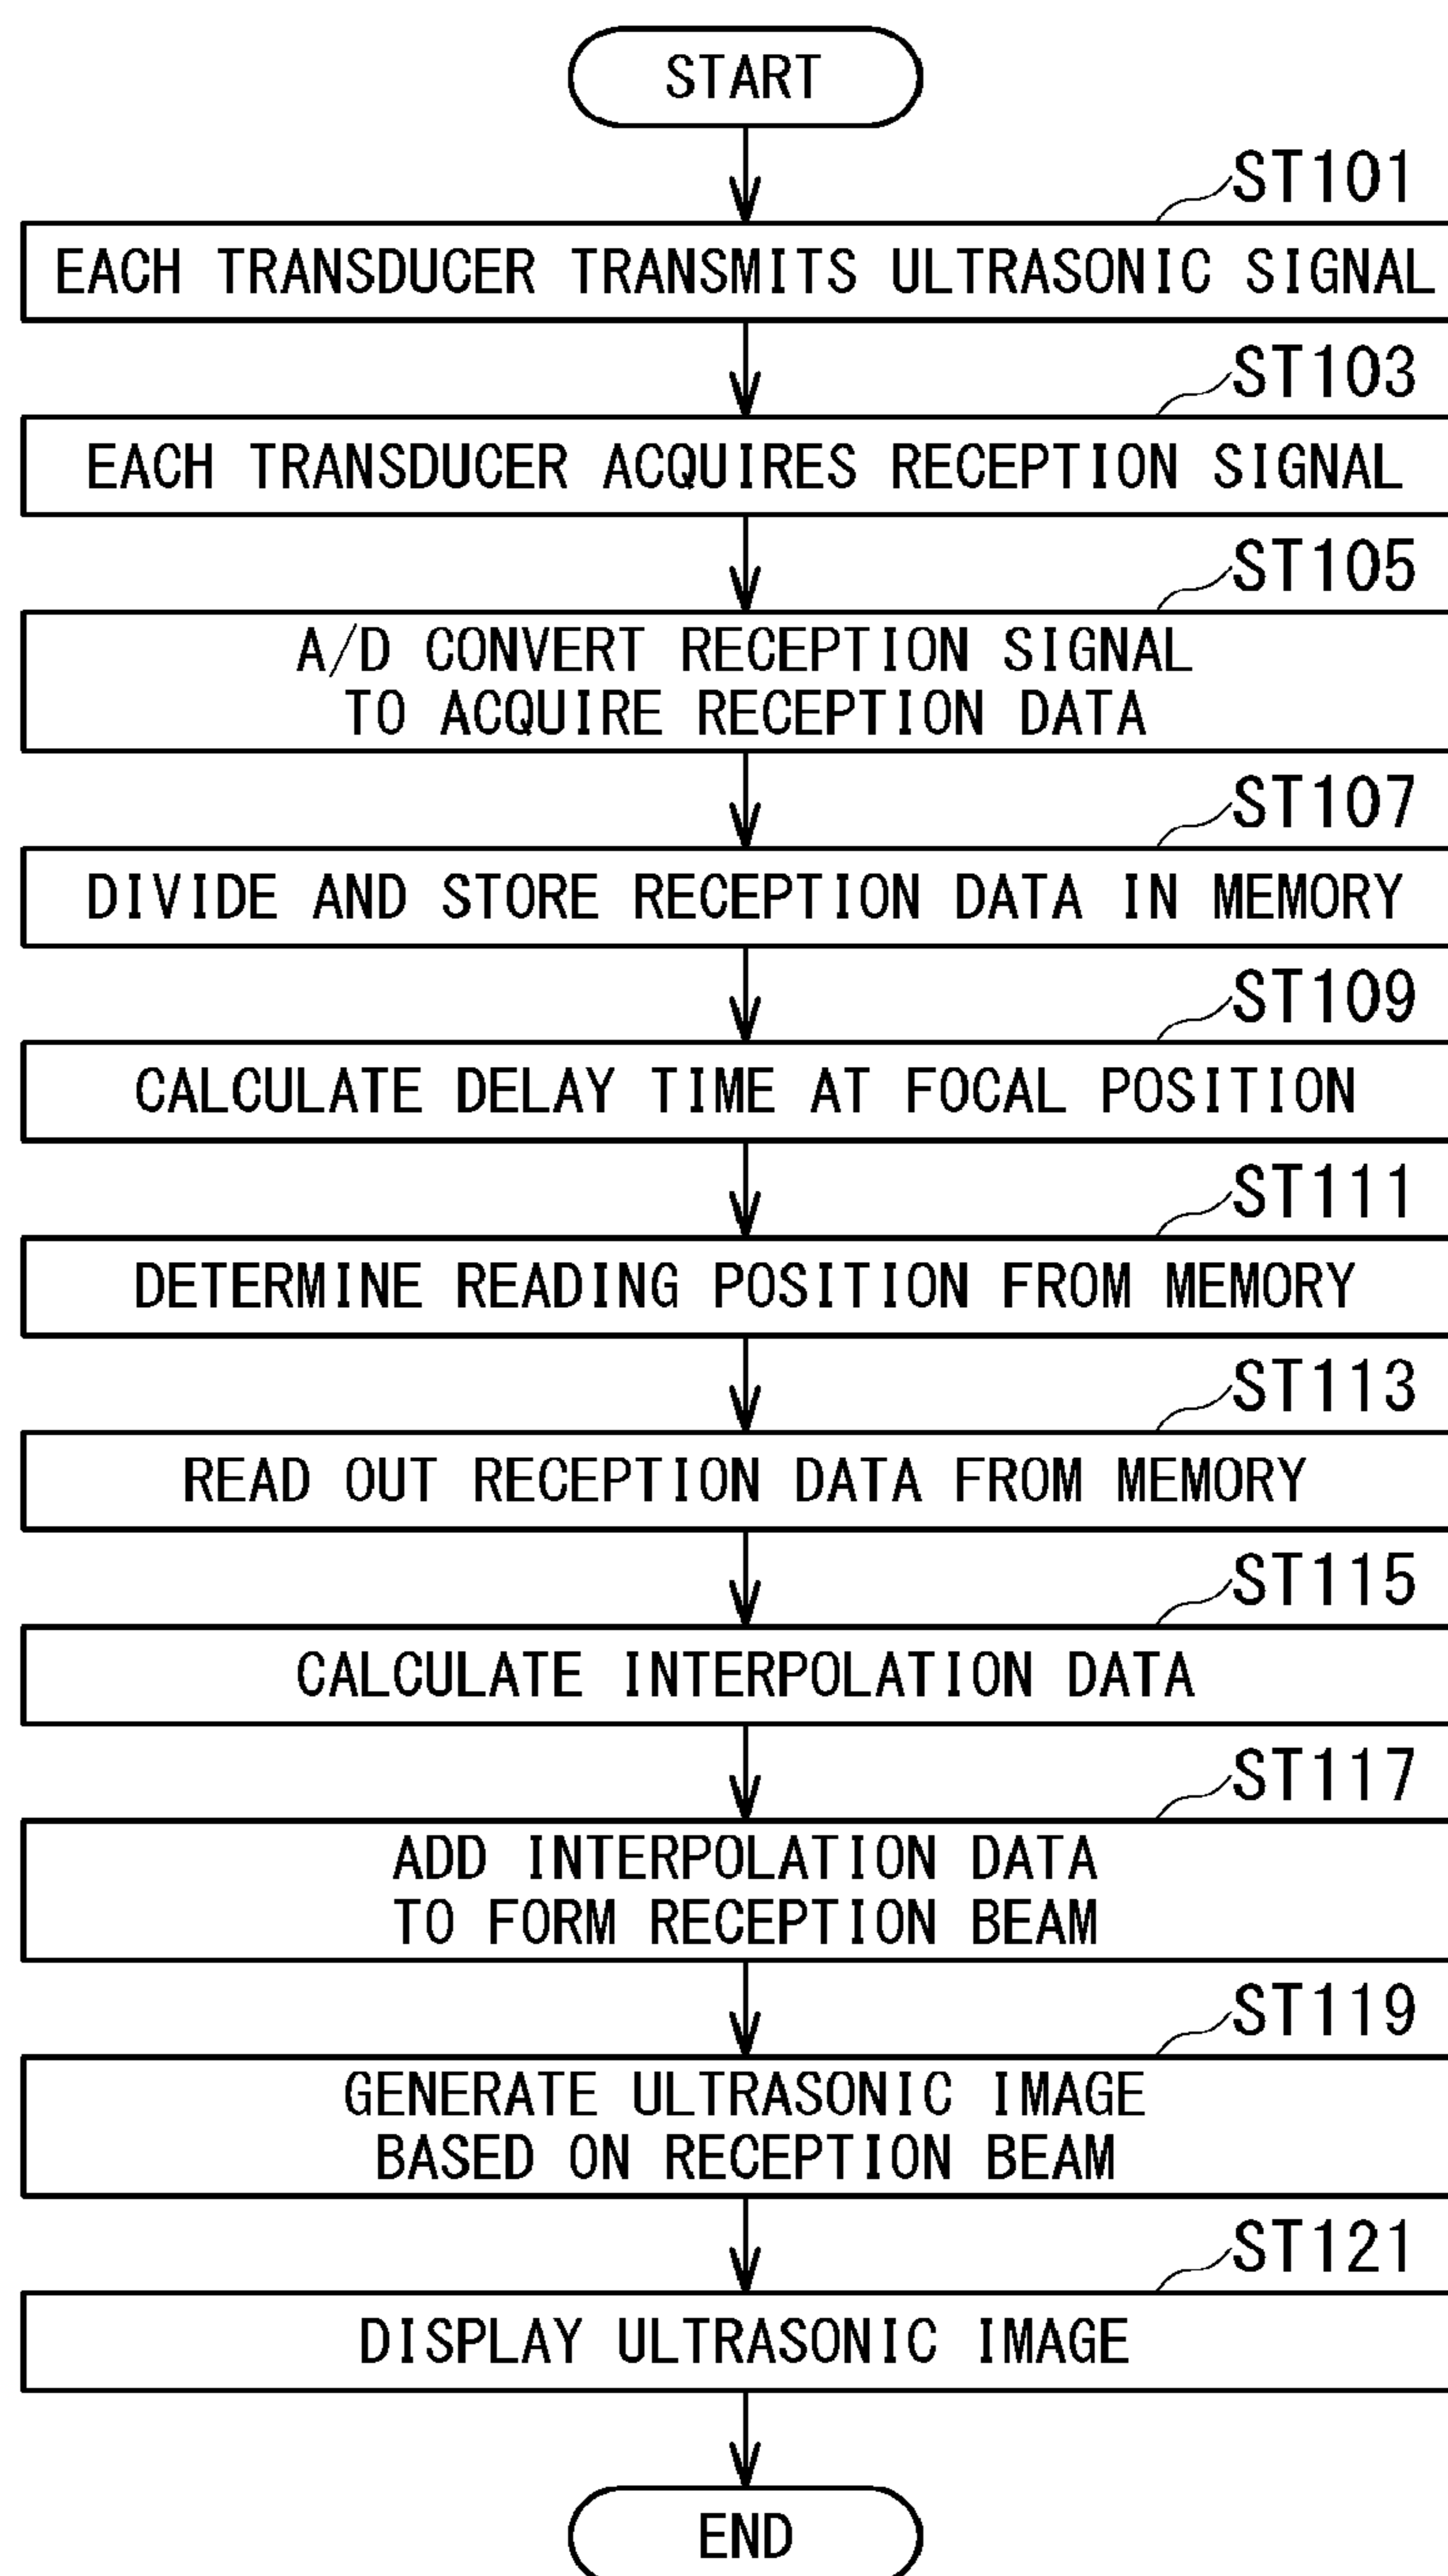 START
ST101
EACH TRANSDUCER TRANSMITS ULTRASONIC SIGNAL
ST103
EACH TRANSDUCER ACQUIRES RECEPTION SIGNAL
ST105
A/D CONVERT RECEPTION SIGNAL
TO ACQUIRE RECEPTION DATA
ST107
DIVIDE AND STORE RECEPTION DATA IN MEMORY
ST109
CALCULATE DELAY TIME AT FOCAL POSITION
ST111
DETERMINE READING POSITION FROM MEMORY
ST113
READ OUT RECEPTION DATA FROM MEMORY
ST115
CALCULATE INTERPOLATION DATA
ST117
ADD INTERPOLATION DATA
TO FORM RECEPTION BEAM
ST119
GENERATE ULTRASONIC IMAGE
BASED ON RECEPTION BEAM
ST121
DISPLAY ULTRASONIC IMAGE
END